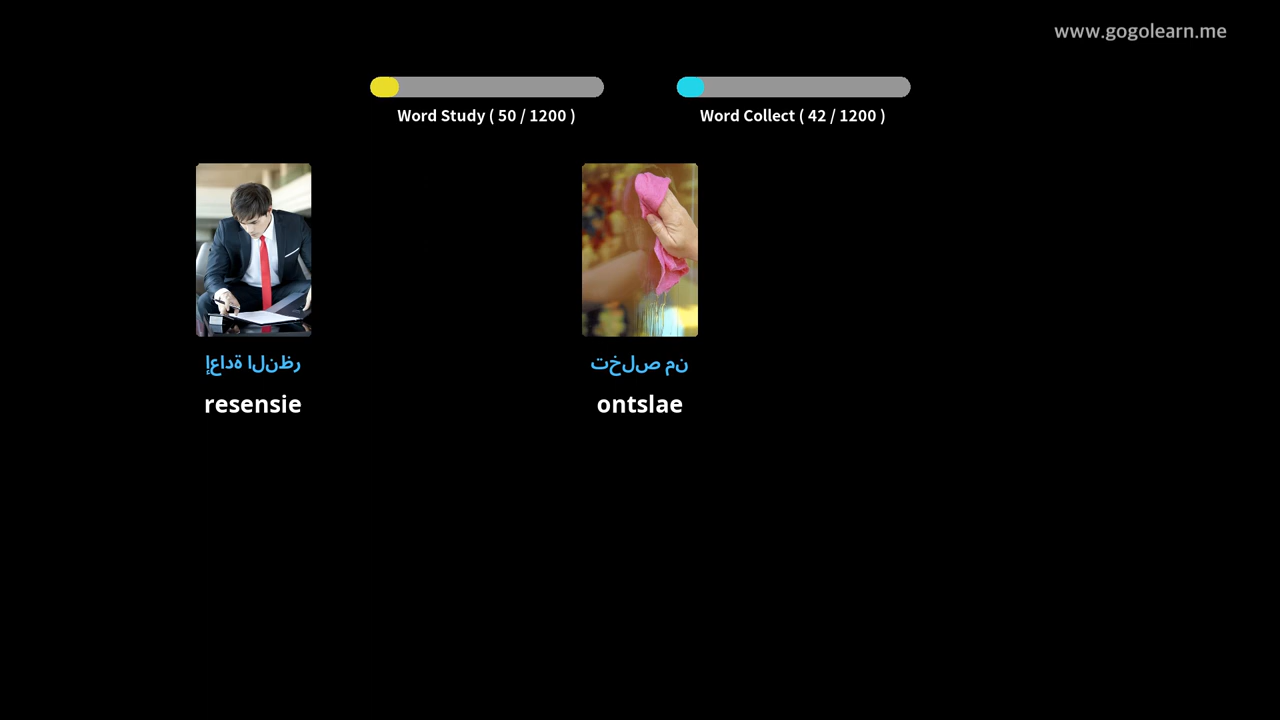 www.gogolearn.me
Word Study ( 50 / 1200 )
Word Collect ( 42 / 1200 )
إعادة النظر
resensie
تخلص من
ontslae